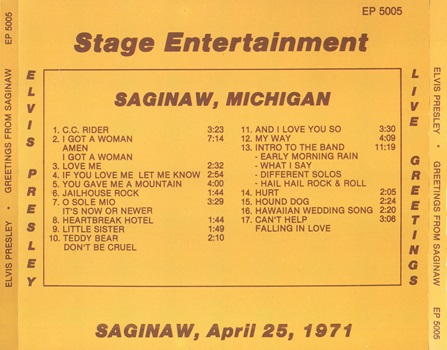 EP 5005
Stage Entertainment
SAGINAW, MICHIGAN
1. C.C. RIDER 3:23
2. I GOT A WOMAN 7:14
AMEN
I GOT A WOMAN
3. LOVE ME 2:32
4. IF YOU LOVE ME LET ME KNOW 2:54
5. YOU GAVE ME A MOUNTAIN 4:00
6. JAILHOUSE ROCK 1:44
7. O SOLE MIO 3:29
IT'S NOW OR NEVER
8. HEARTBREAK HOTEL 1:44
9. LITTLE SISTER 1:49
10. TEDDY BEAR 2:10
DON'T BE CRUEL
11. AND I LOVE YOU SO 3:30
12. MY WAY 4:09
13. INTRO TO THE BAND 11:19
- EARLY MORNING RAIN
- WHAT I SAY
- DIFFERENT SOLOS
- HAIL HAIL ROCK & ROLL
14. HURT 2:05
15. HOUND DOG 2:24
16. HAWAIIAN WEDDING SONG 2:20
17. CAN'T HELP 3:06
FALLING IN LOVE
ELVIS PRESLEY
LIVE GREETINGS
SAGINAW, April 25, 1971
ELVIS PRESLEY • GREETINGS FROM SAGINAW EP 5005
ELVIS PRESLEY • GREETINGS FROM SAGINAW EP 5005